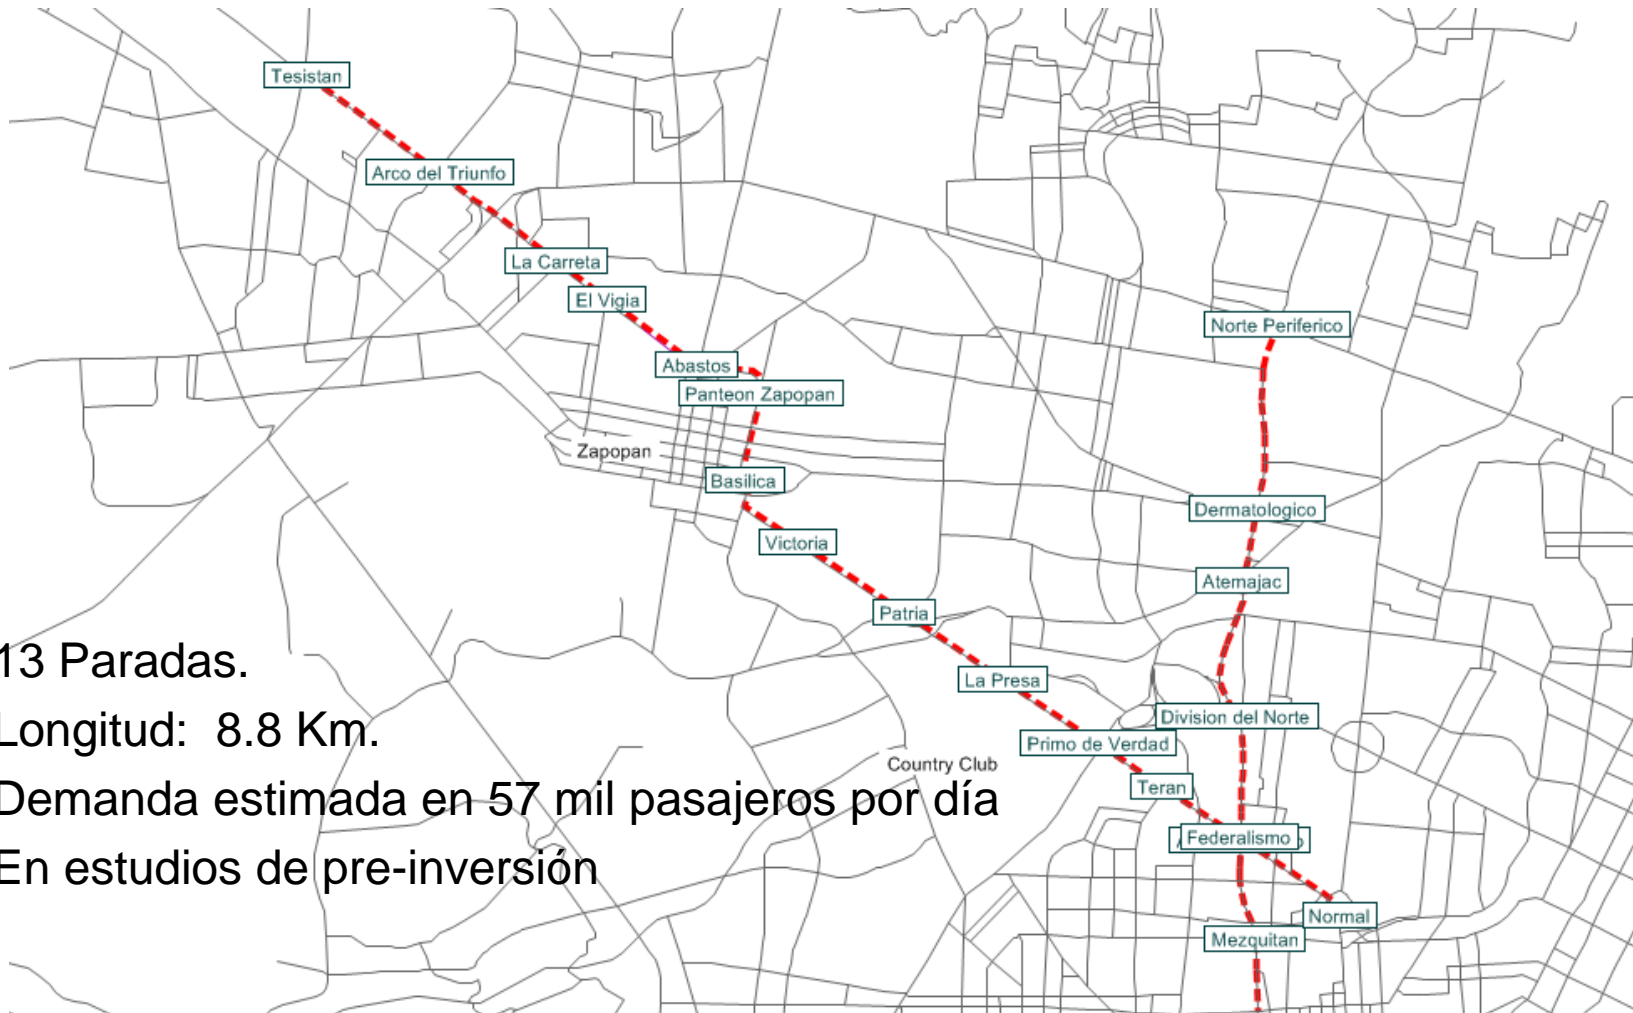 Tesistan
Arco del Triunfo
La Carreta
El Vigia
Norte Periferico
Abastos
Panteon Zapopan
Zapopan
Basilica
Dermatologico
Victoria
Atemajac
Patria
13 Paradas.
La Presa
Division del Norte
Longitud: 8.8 Km.
Primo de Verdad
Country Club
Teran
Demanda estimada en 57 mil pasajeros por día
Federalismo
En estudios de pre-inversión
Normal
Mezquitan